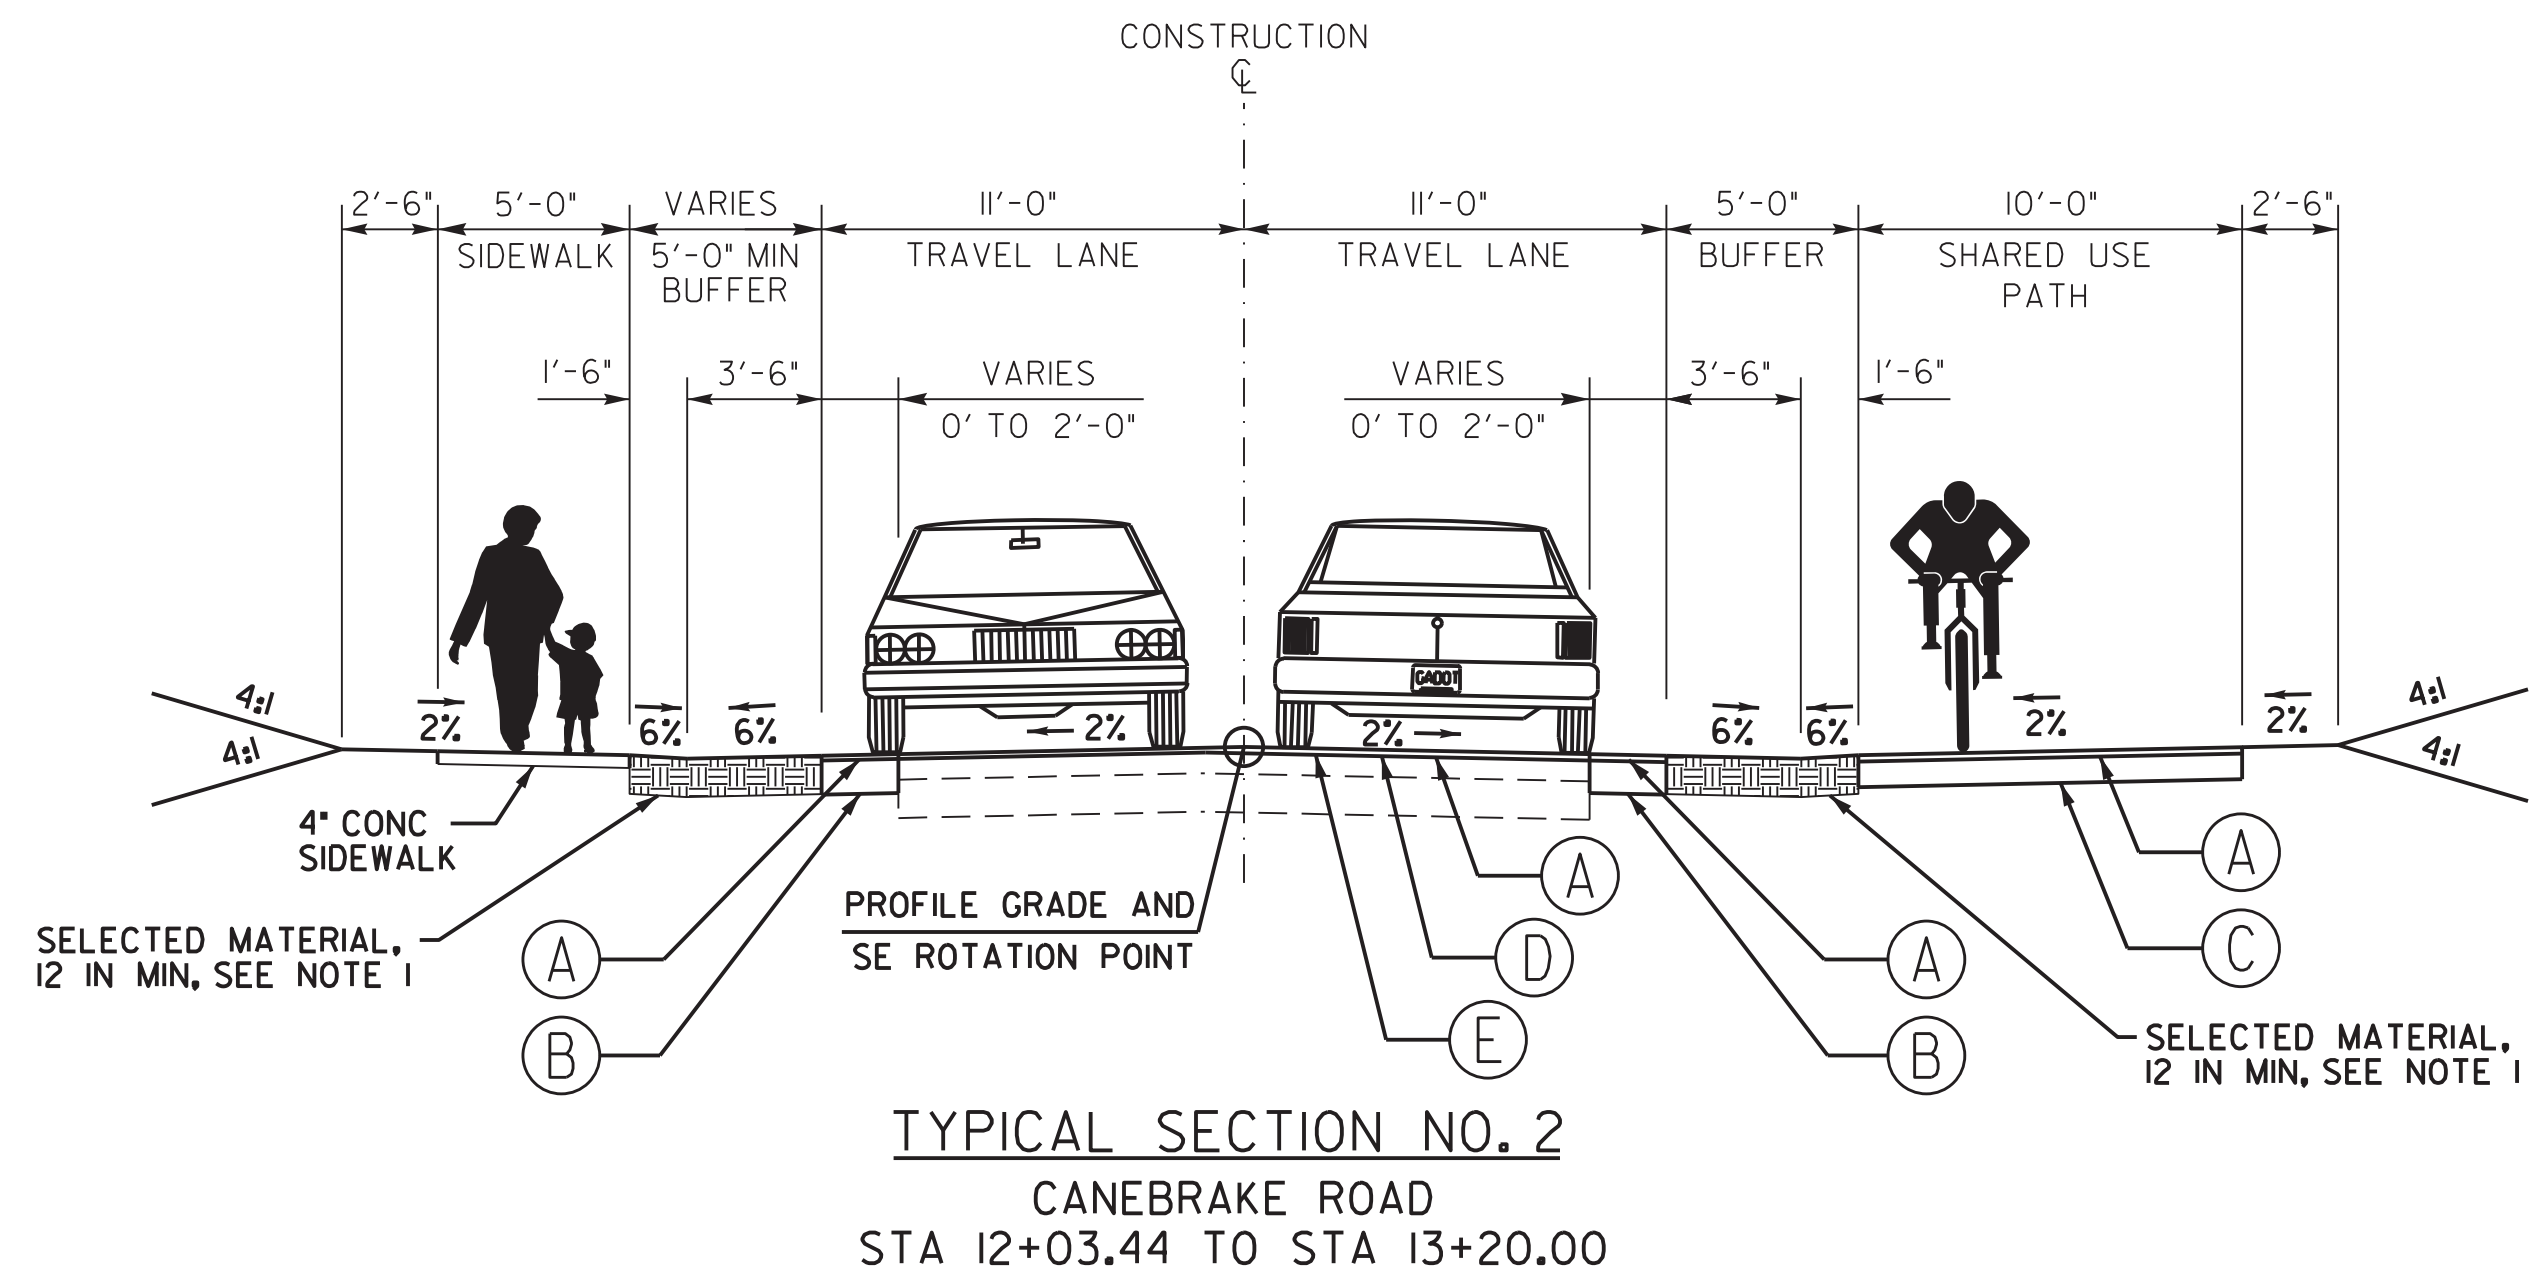 CONSTRUCTION
℄
2'-6" 5'-0" VARIES 11'-0" 11'-0" 5'-0" 10'-0" 2'-6"
SIDEWALK 5'-0" MIN TRAVEL LANE TRAVEL LANE BUFFER SHARED USE
BUFFER PATH
1'-6" 3'-6" VARIES VARIES 3'-6" 1'-6"
0' TO 2'-0" 0' TO 2'-0"
GADOT
4:1 4:1
2% 6% 6% 2% 2% 6% 6% 2% 2%
4:1 4:1
4" CONC
SIDEWALK
A
A
PROFILE GRADE AND
SE ROTATION POINT
SELECTED MATERIAL,
12 IN MIN, SEE NOTE 1
A D A C
E
B B
SELECTED MATERIAL,
12 IN MIN, SEE NOTE 1
TYPICAL SECTION NO. 2
CANEBRAKE ROAD
STA 12+03.44 TO STA 13+20.00